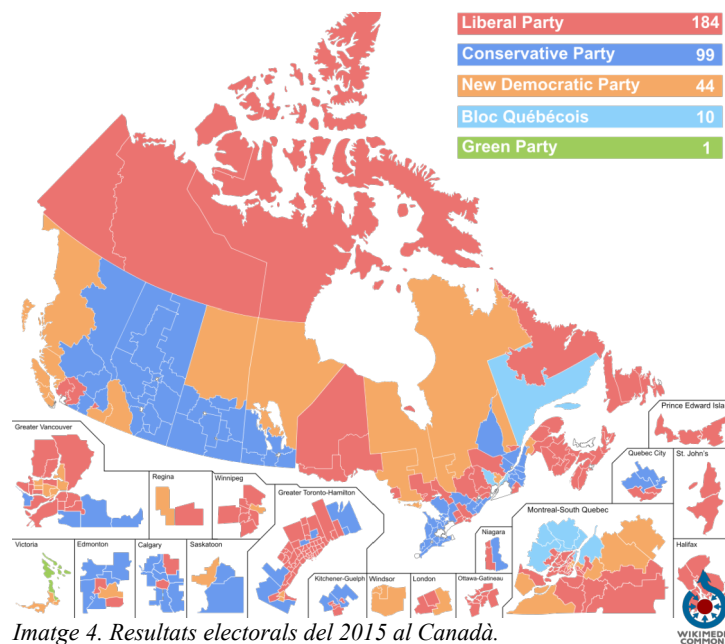 Liberal Party 184
Conservative Party 99
New Democratic Party 44
Bloc Québécois 10
Green Party 1
Prince Edward Isla
Greater Vancouver
Quebec City
St. John's
Regina
Winnipeg
Greater Toronto-Hamilton
Montreal-South Quebec
Niagara
Victoria
Edmonton
Calgary
Saskatoon
Halifax
Kitchener-Guelph
Windsor
London
Ottawa-Gatineau
WIKIMED
COMMON
Imatge 4. Resultats electorals del 2015 al Canadà.